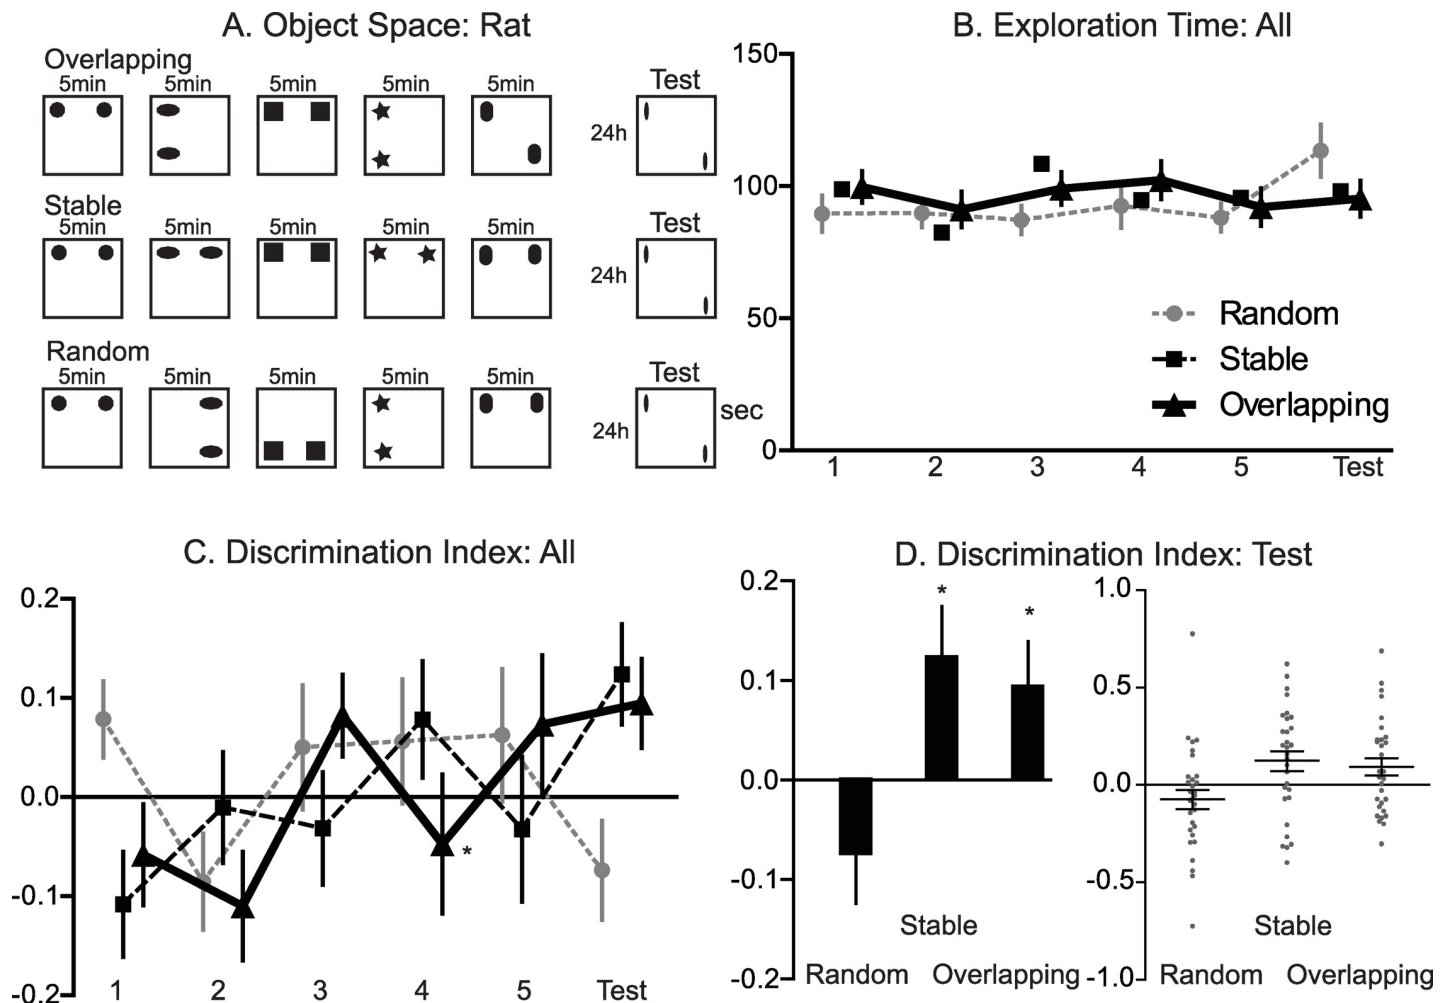 A. Object Space: Rat
Overlapping
5min 5min 5min 5min 5min Test
24h
Stable
5min 5min 5min 5min 5min Test
24h
Random
5min 5min 5min 5min 5min Test
24h
B. Exploration Time: All
150
100
50
0
sec
Random
Stable
Overlapping
1 2 3 4 5 Test
C. Discrimination Index: All
0.2
0.1
0.0
-0.1
-0.2
*
1 2 3 4 5 Test
D. Discrimination Index: Test
0.2
0.1
0.0
-0.1
-0.2
* *
Stable
Random Overlapping
1.0
0.5
0.0
-0.5
-1.0
Stable
Random Overlapping